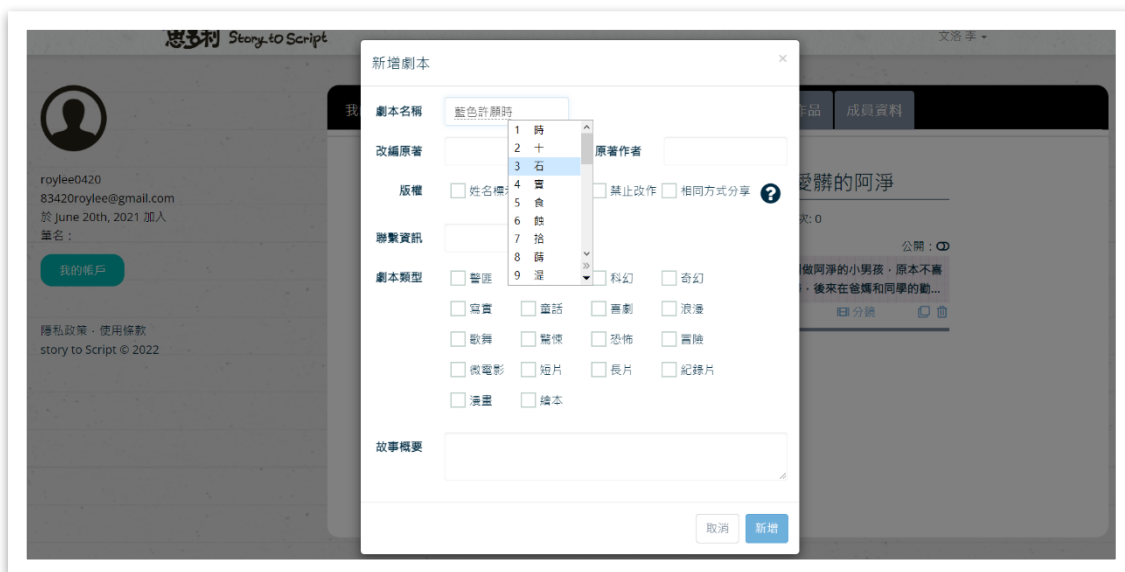 思多利 Story to Script
文洛 李
新增劇本 ×
我
作品 成員資料
劇本名稱 藍色許願時
1 時
2 十
3 石
4 實
5 食
6 蝕
7 拾
8 蒔
9 湜
改編原著 原著作者
版權 姓名標 禁止改作 相同方式分享 ?
聯繫資訊
劇本類型 警匪 科幻 奇幻
寫實 童話 喜劇 浪漫
歌舞 驚悚 恐怖 冒險
微電影 短片 長片 紀錄片
漫畫 繪本
故事概要
取消 新增
roylee0420
83420roylee@gmail.com
於 June 20th, 2021 加入
筆名：
我的帳戶
隱私政策・使用條款
story to Script © 2022
愛髒的阿淨
次: 0
公開：
做阿淨的小男孩，原本不喜
，後來在爸媽和同學的勸...
分鏡